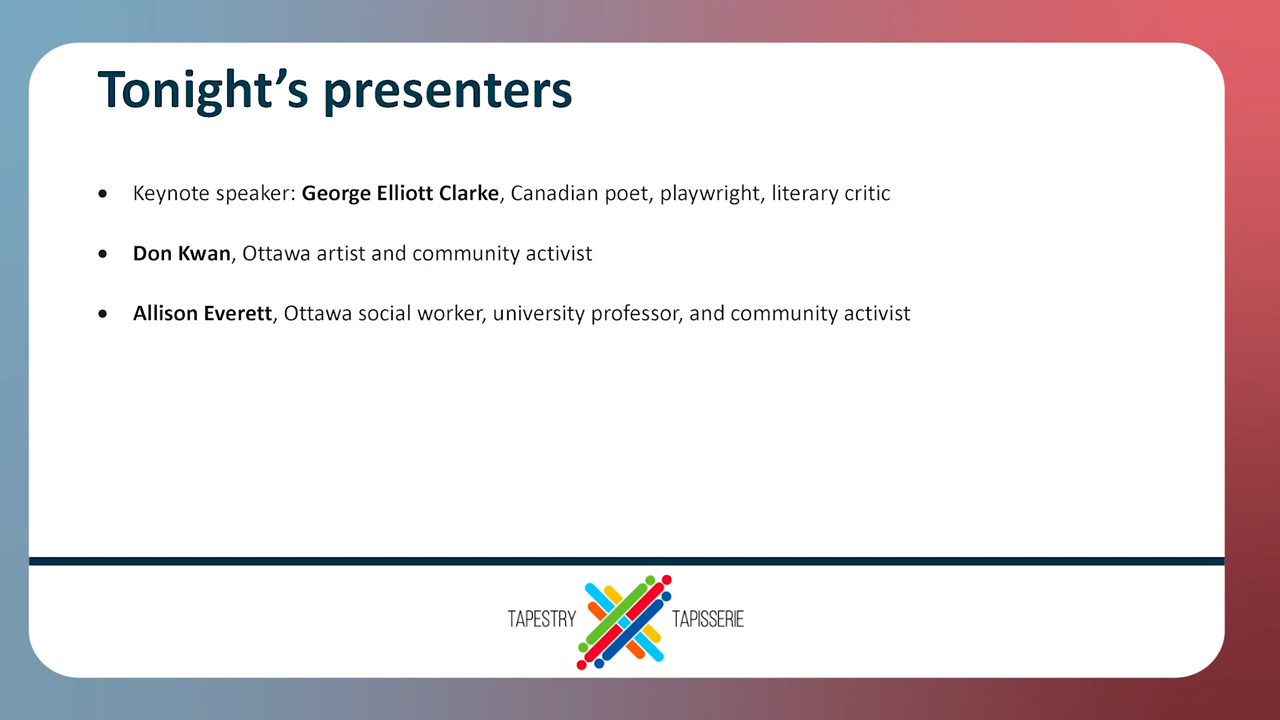 Tonight’s presenters
• Keynote speaker: George Elliott Clarke, Canadian poet, playwright, literary critic
• Don Kwan, Ottawa artist and community activist
• Allison Everett, Ottawa social worker, university professor, and community activist
TAPESTRY TAPISSERIE